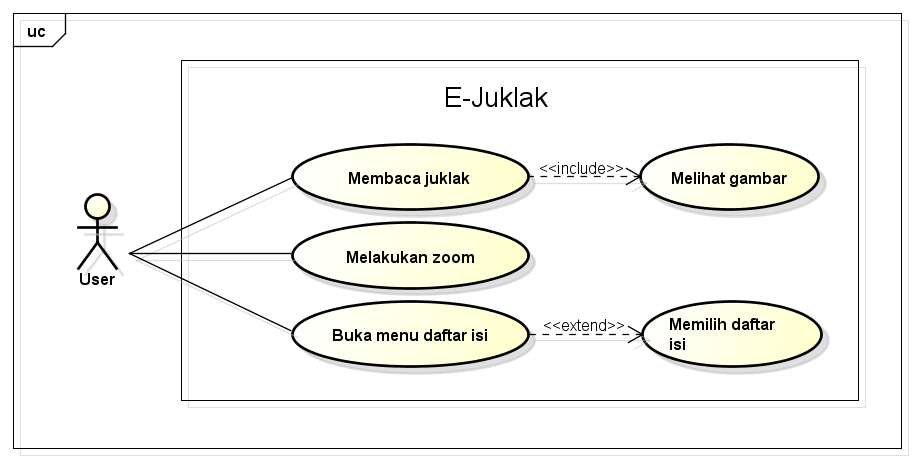 uc
E-Juklak
Membaca juklak
<<include>>
Melihat gambar
Melakukan zoom
User
Buka menu daftar isi
<<extend>>
Memilih daftar
isi